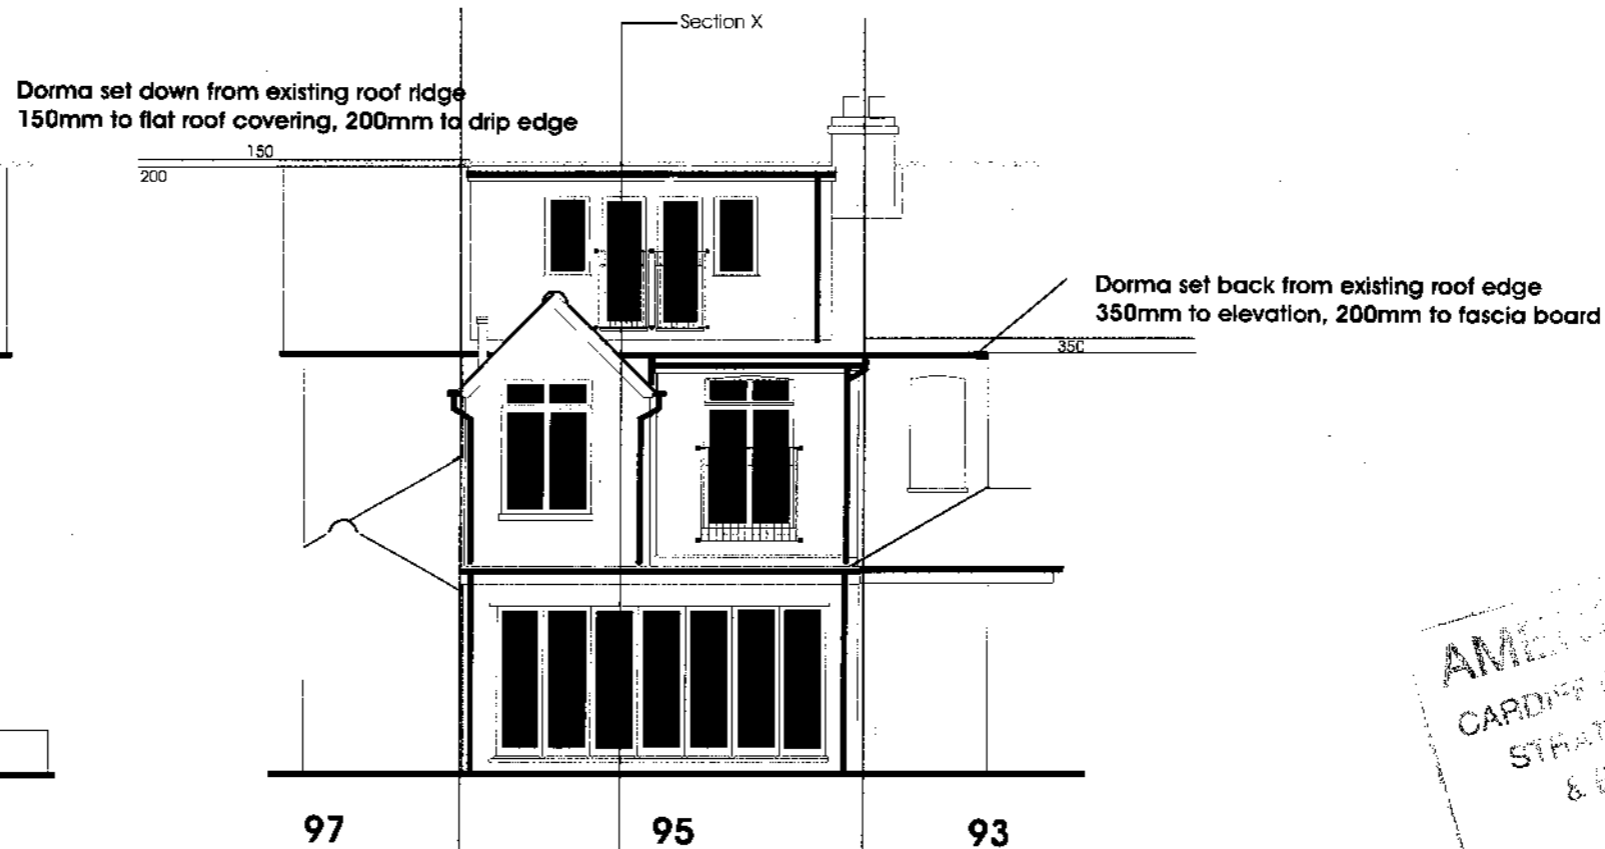 Section X
Dorma set down from existing roof ridge
150mm to flat roof covering, 200mm to drip edge
150
200
Dorma set back from existing roof edge
350mm to elevation, 200mm to fascia board
350
97
95
93
CARDIFF